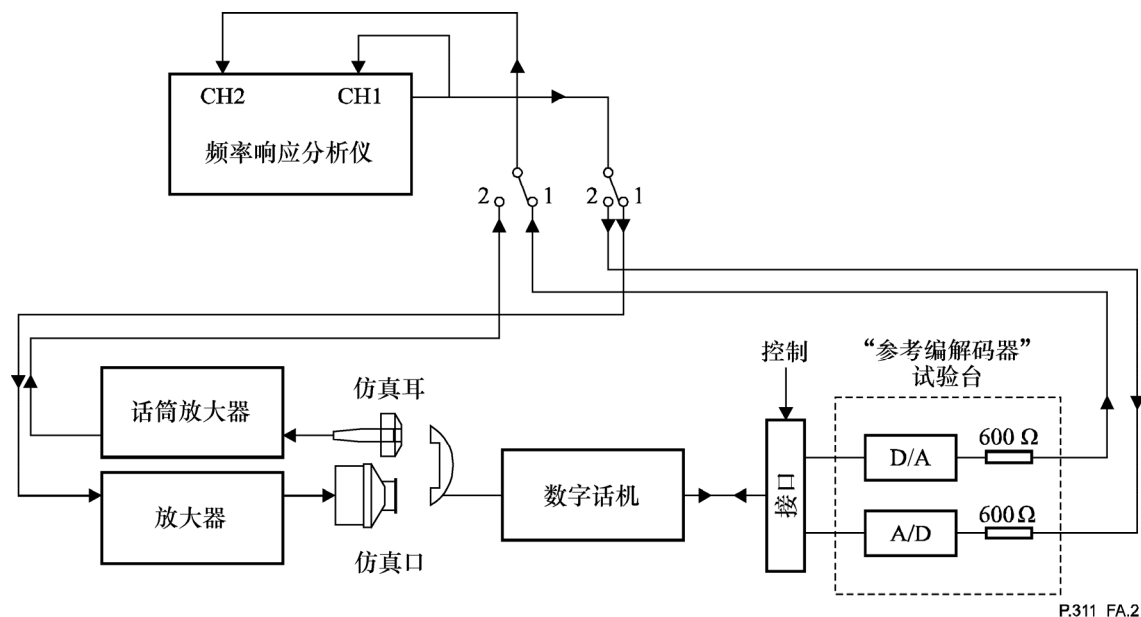 CH2
CH1
频率响应分析仪
2
1
2
1
控制
“参考编解码器”
试验台
仿真耳
话筒放大器
600 Ω
D/A
数字话机
接口
放大器
600 Ω
A/D
仿真口
P.311 FA.2